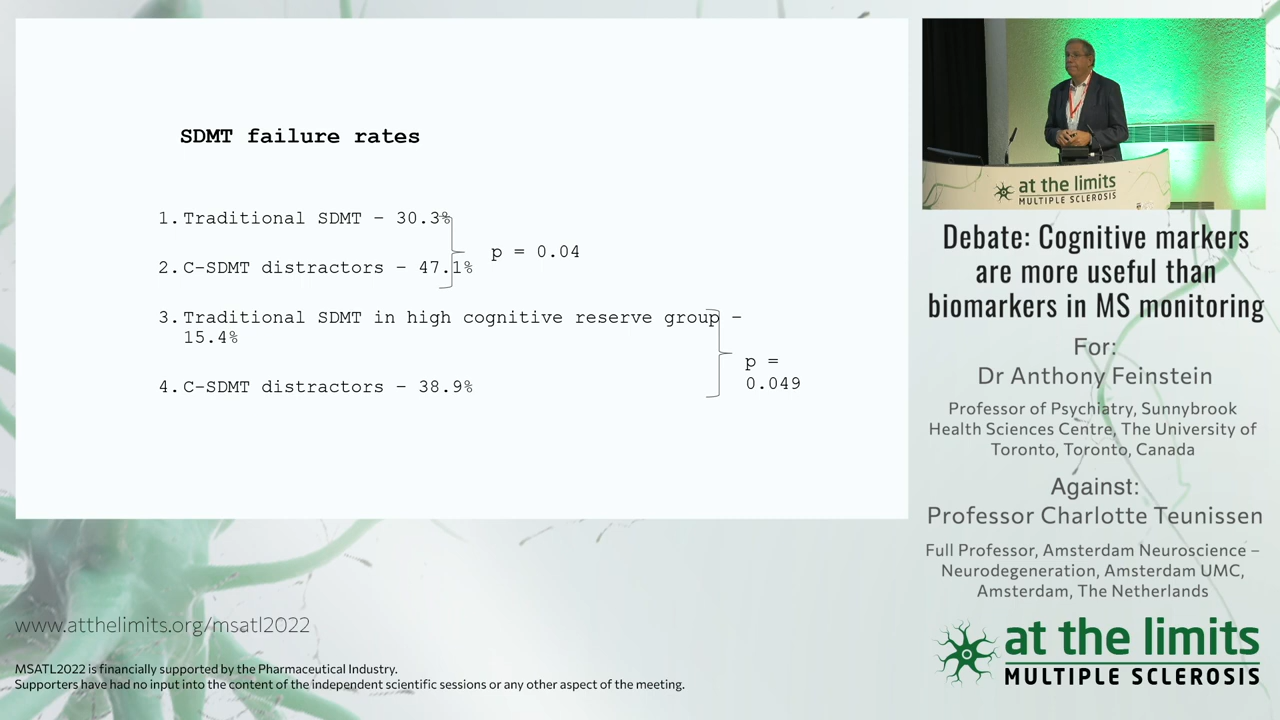 SDMT failure rates
1. Traditional SDMT – 30.3%
p = 0.04
2. C-SDMT distractors – 47.1%
3. Traditional SDMT in high cognitive reserve group –
15.4%
p =
0.049
4. C-SDMT distractors – 38.9%
at the limits
MULTIPLE SCLEROSIS
Debate: Cognitive markers
are more useful than
biomarkers in MS monitoring
For:
Dr Anthony Feinstein
Professor of Psychiatry, Sunnybrook
Health Sciences Centre, The University of
Toronto, Toronto, Canada
Against:
Professor Charlotte Teunissen
Full Professor, Amsterdam Neuroscience –
Neurodegeneration, Amsterdam UMC,
Amsterdam, The Netherlands
at the limits
MULTIPLE SCLEROSIS
www.atthelimits.org/msatl2022
MSATL2022 is financially supported by the Pharmaceutical Industry.
Supporters have had no input into the content of the independent scientific sessions or any other aspect of the meeting.